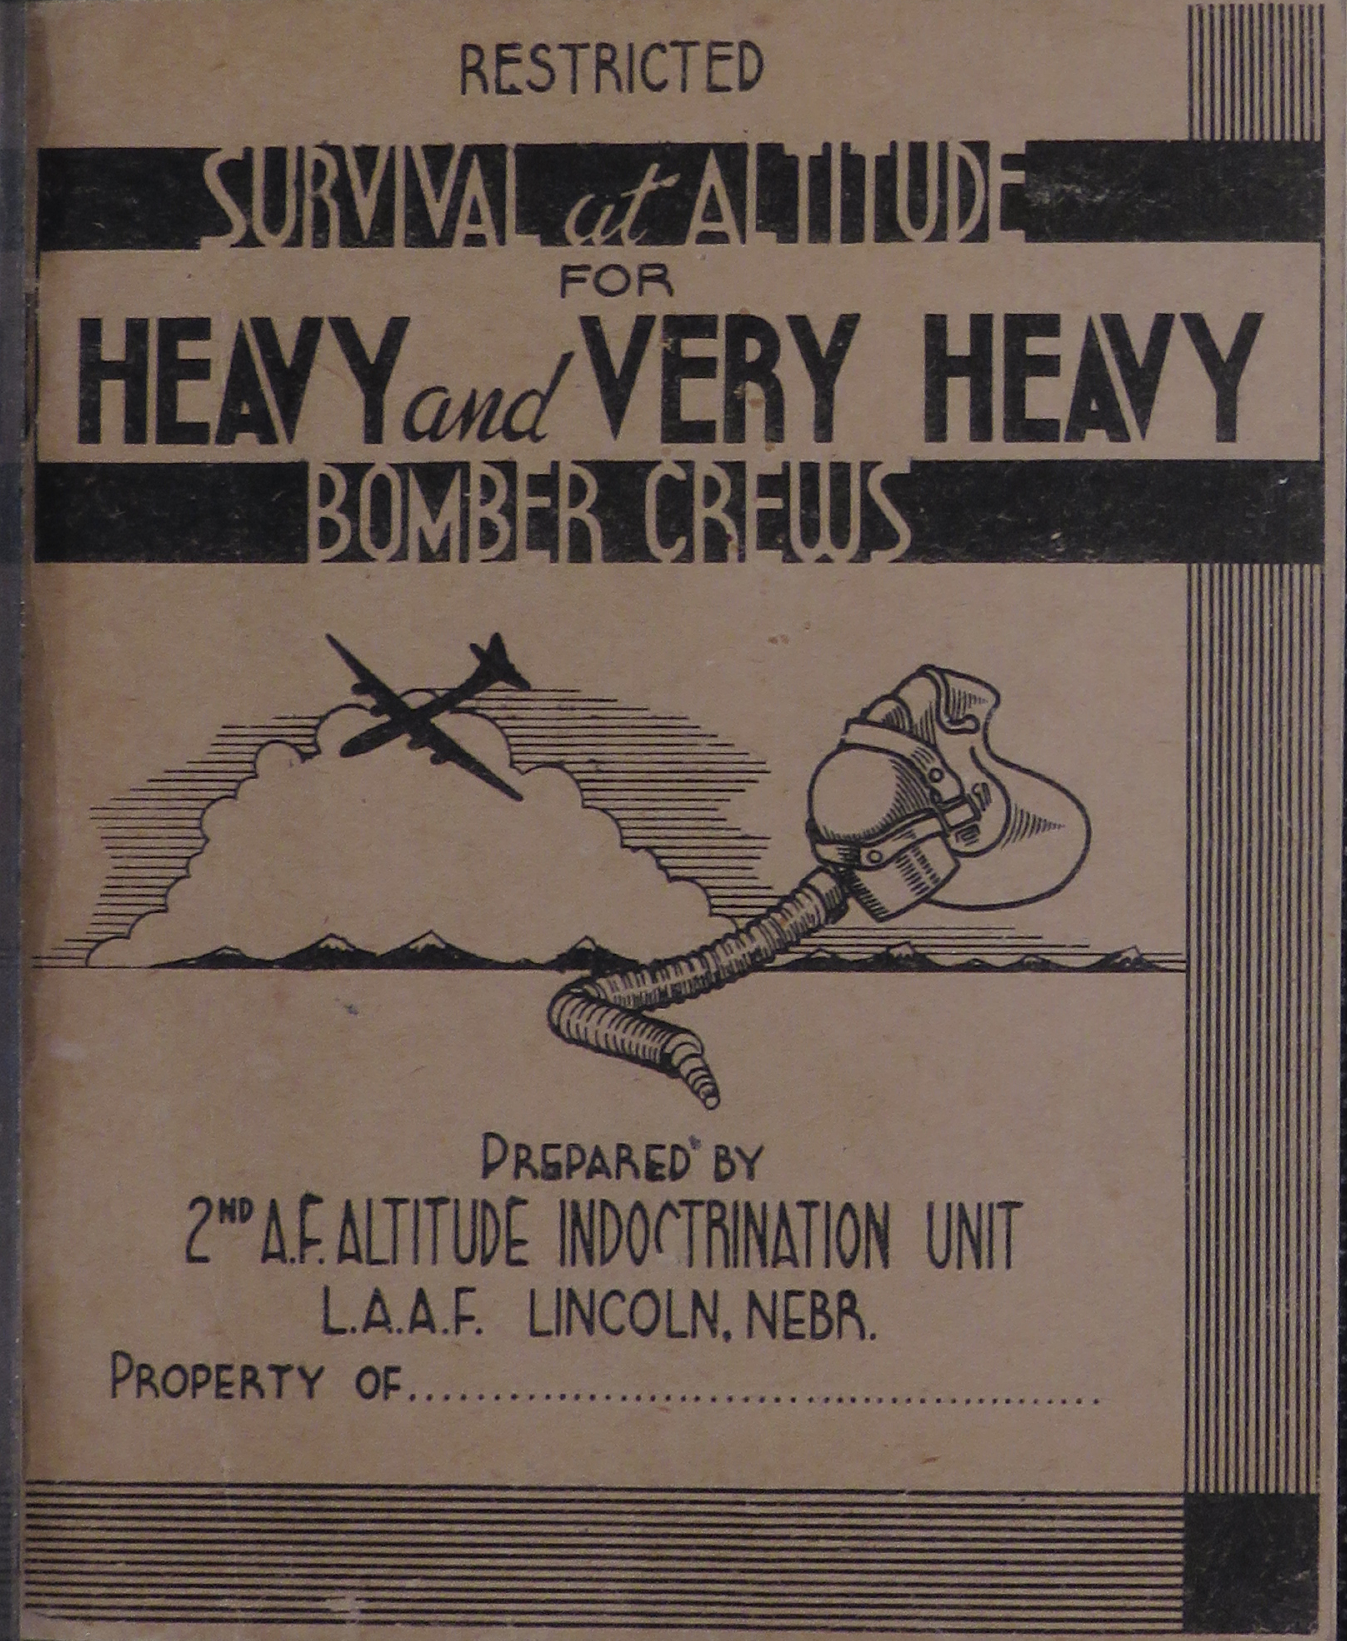 RESTRICTED
SURVIVAL at ALTITUDE
FOR
HEAVY and VERY HEAVY
BOMBER CREWS
PREPARED BY
2ND A.F. ALTITUDE INDOCTRINATION UNIT
L.A.A.F. LINCOLN, NEBR.
PROPERTY OF..................................................